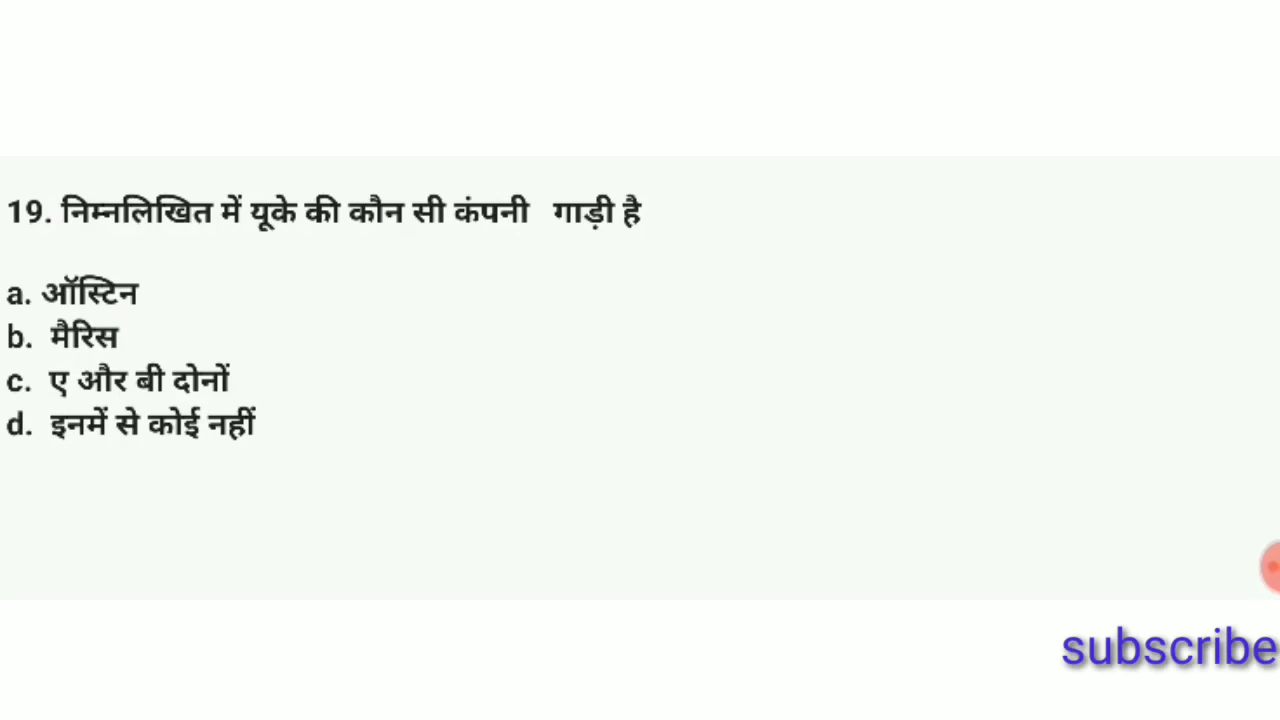 19. निम्नलिखित में यूके की कौन सी कंपनी गाड़ी है
a. ऑस्टिन
b. मैरिस
c. ए और बी दोनों
d. इनमें से कोई नहीं
subscribe